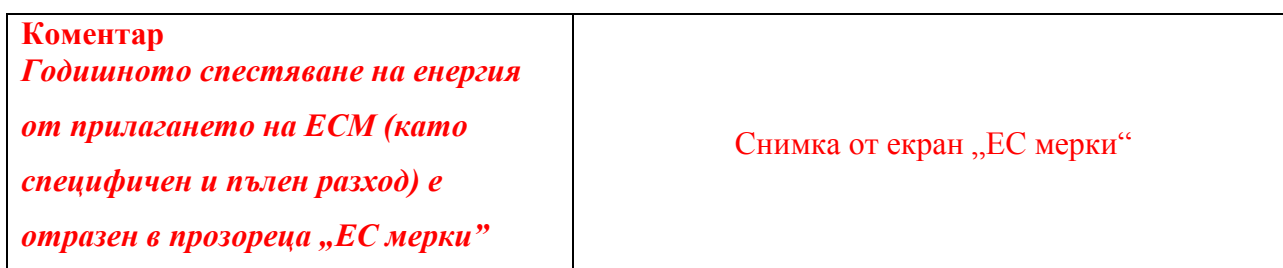 Коментар
Годишното спестяване на енергия
от прилагането на ЕСМ (като
специфичен и пълен разход) е
отразен в прозореца „ЕС мерки”
Снимка от екран „ЕС мерки“